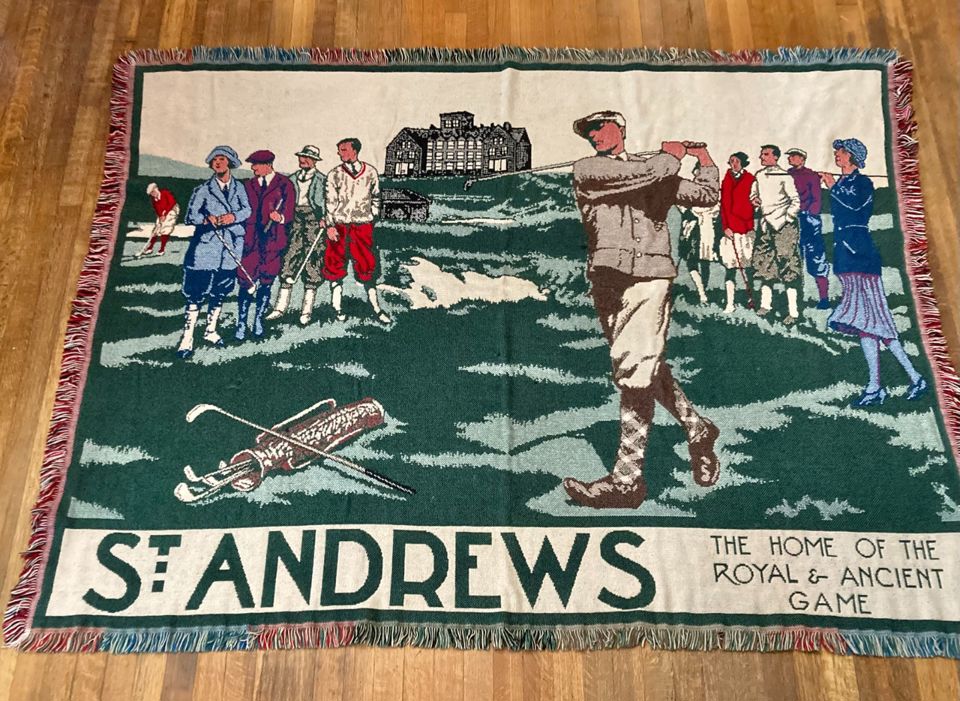 ST ANDREWS
THE HOME OF THE
ROYAL & ANCIENT
GAME